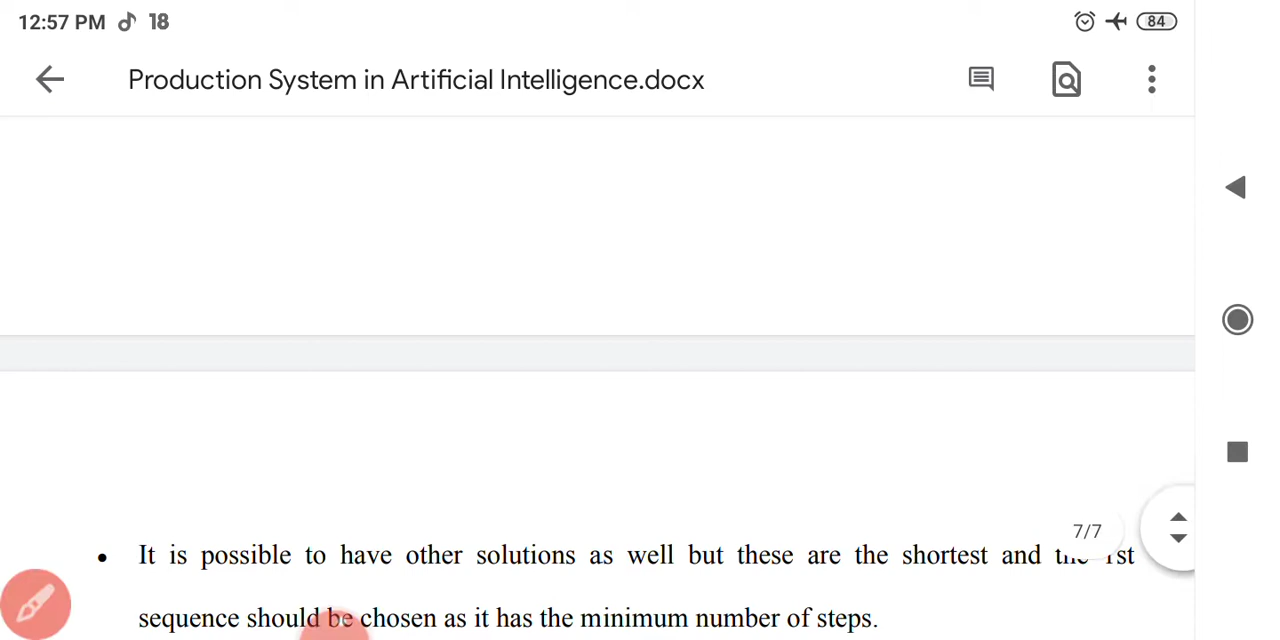 12:57 PM 18 84
Production System in Artificial Intelligence.docx
7/7
• It is possible to have other solutions as well but these are the shortest and the 1st
sequence should be chosen as it has the minimum number of steps.